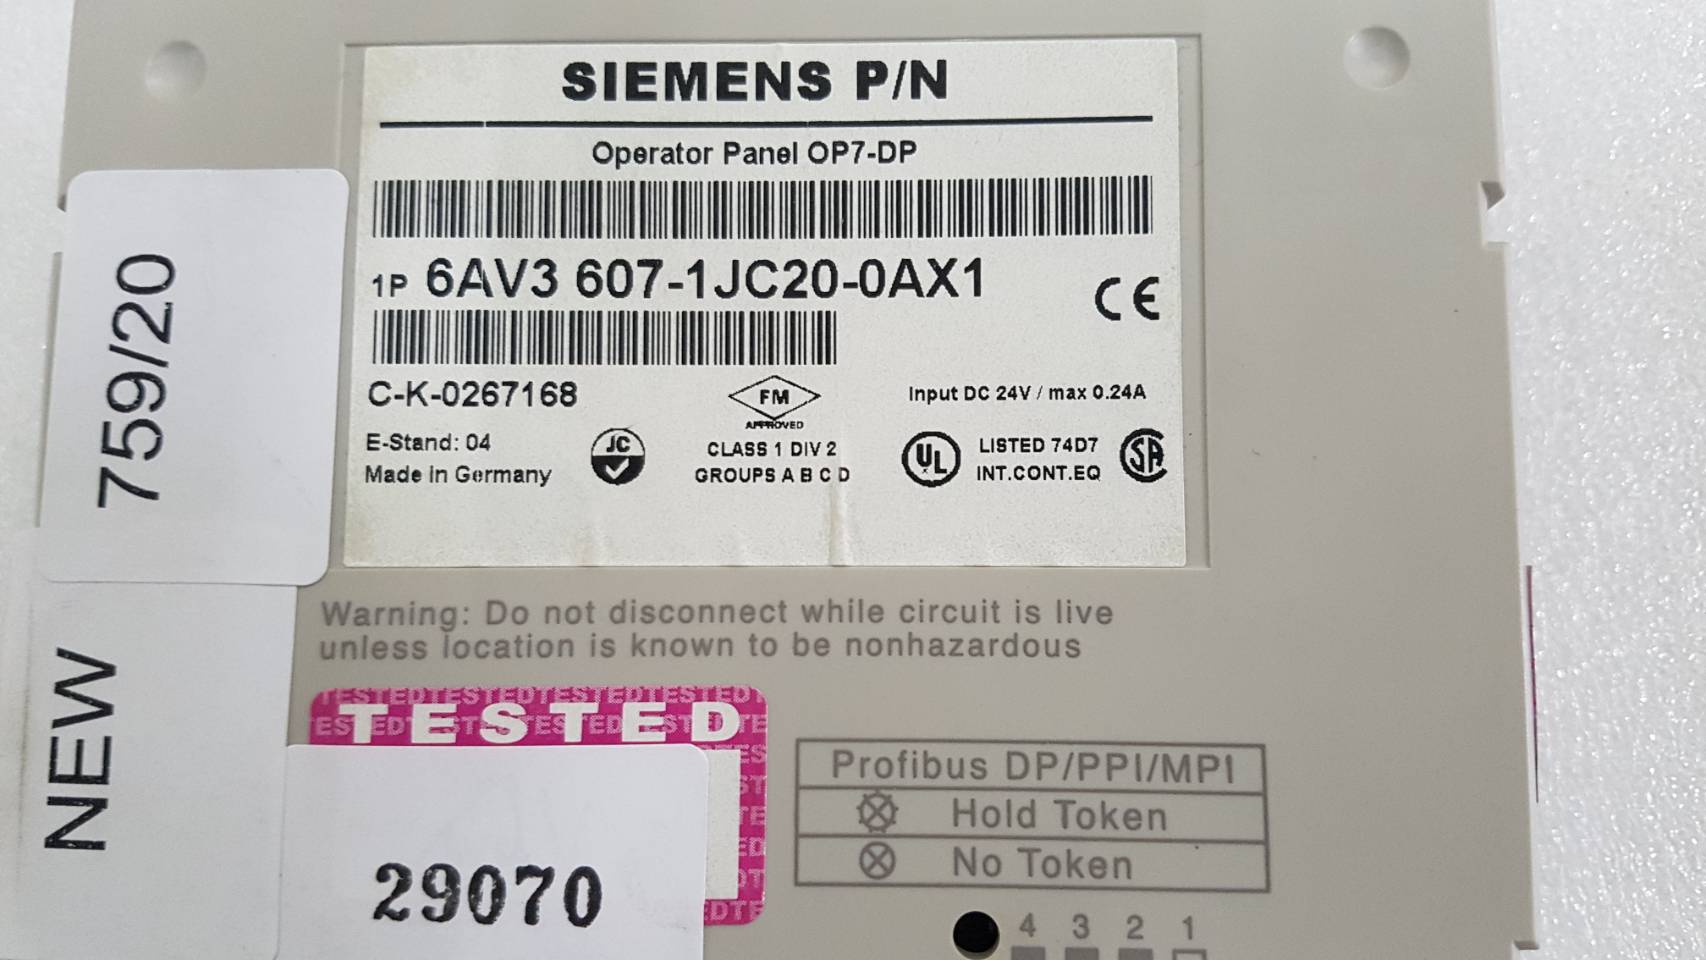 SIEMENS P/N
Operator Panel OP7-DP
1P 6AV3 607-1JC20-0AX1
CE
C-K-0267168
E-Stand: 04
Made in Germany
JC
FM
APPROVED
CLASS 1 DIV 2
GROUPS A B C D
Input DC 24V / max 0.24A
UL
LISTED 74D7
INT.CONT.EQ
SA
759/20
NEW
Warning: Do not disconnect while circuit is live
unless location is known to be nonhazardous
TESTEDTESTEDTESTEDTESTED
TESTED
29070
Profibus DP/PPI/MPI
Hold Token
No Token
4 3 2 1